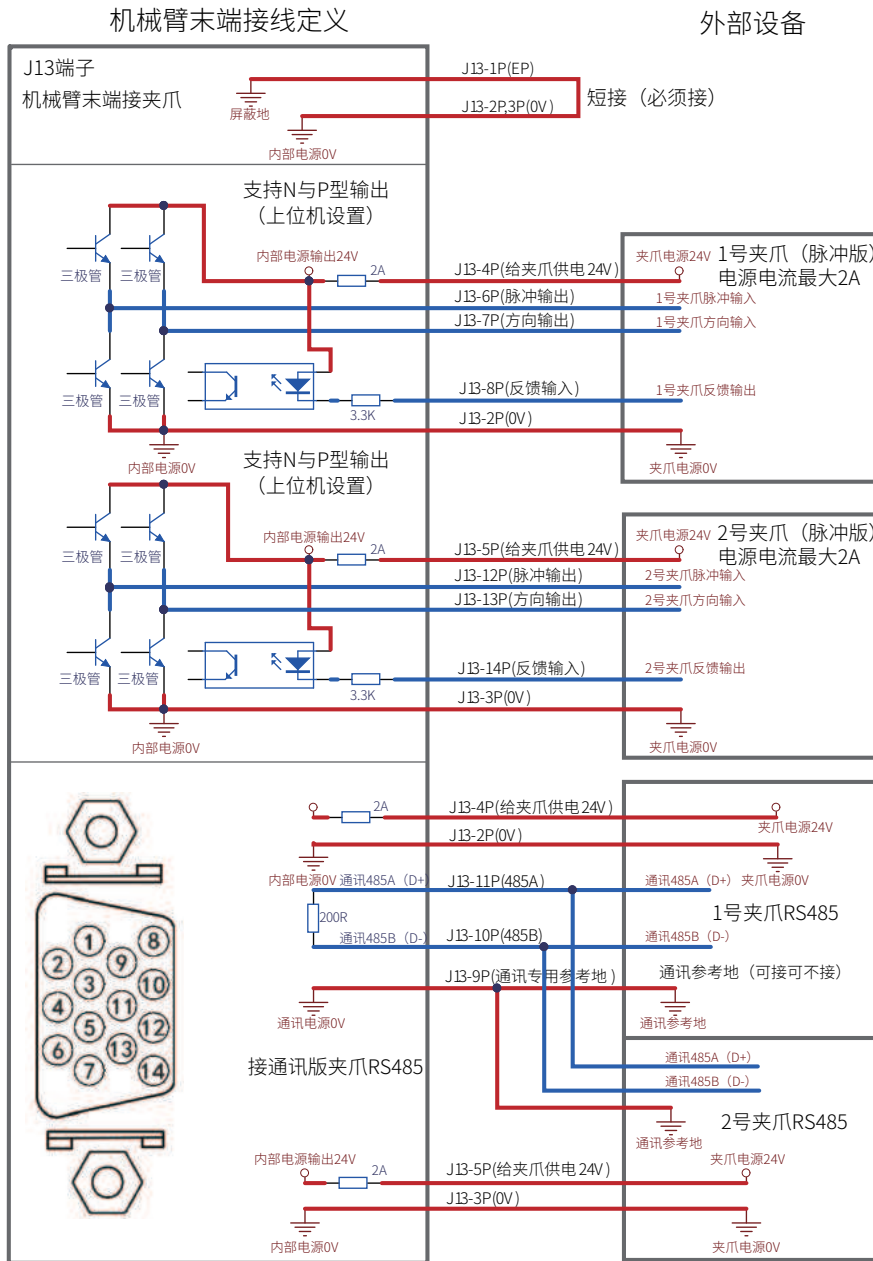 机械臂末端接线定义
外部设备
J13端子
机械臂末端接夹爪
J13-1P(EP)
屏蔽地
J13-2P,3P(0V)
短接（必须接）
内部电源0V
支持N与P型输出
（上位机设置）
三极管
三极管
内部电源输出24V
2A
J13-4P(给夹爪供电24V)
夹爪电源24V
1号夹爪（脉冲版）
电源电流最大2A
J13-6P(脉冲输出)
1号夹爪脉冲输入
J13-7P(方向输出)
1号夹爪方向输入
三极管
三极管
3.3K
J13-8P(反馈输入)
1号夹爪反馈输出
J13-2P(0V)
内部电源0V
夹爪电源0V
支持N与P型输出
（上位机设置）
三极管
三极管
内部电源输出24V
2A
J13-5P(给夹爪供电24V)
夹爪电源24V
2号夹爪（脉冲版）
电源电流最大2A
J13-12P(脉冲输出)
2号夹爪脉冲输入
J13-13P(方向输出)
2号夹爪方向输入
三极管
三极管
3.3K
J13-14P(反馈输入)
2号夹爪反馈输出
J13-3P(0V)
内部电源0V
夹爪电源0V
2A
J13-4P(给夹爪供电24V)
夹爪电源24V
J13-2P(0V)
内部电源0V
夹爪电源0V
通讯485A（D+）
J13-11P(485A)
通讯485A（D+）
200R
1号夹爪RS485
通讯485B（D-）
J13-10P(485B)
通讯485B（D-）
J13-9P(通讯专用参考地)
通讯参考地（可接可不接）
通讯电源0V
通讯参考地
1
8
2
9
3
10
4
11
5
12
6
13
7
14
接通讯版夹爪RS485
通讯485A（D+）
通讯485B（D-）
2号夹爪RS485
通讯参考地
内部电源输出24V
2A
J13-5P(给夹爪供电24V)
夹爪电源24V
J13-3P(0V)
内部电源0V
夹爪电源0V